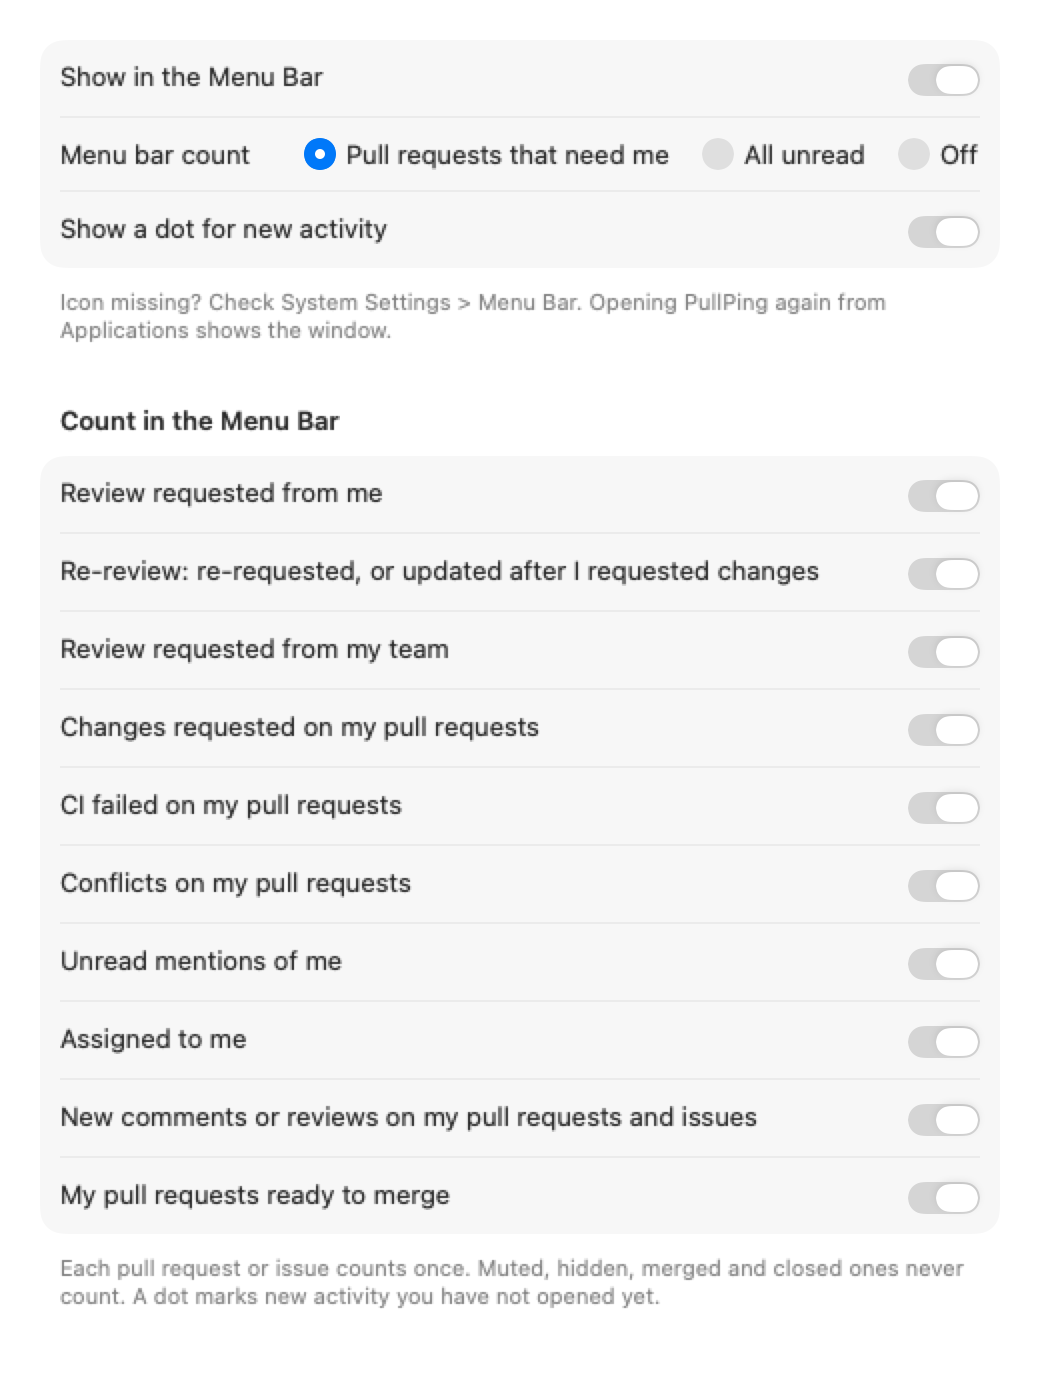 Show in the Menu Bar
Menu bar count Pull requests that need me All unread Off
Show a dot for new activity
Icon missing? Check System Settings > Menu Bar. Opening PullPing again from
Applications shows the window.
Count in the Menu Bar
Review requested from me
Re-review: re-requested, or updated after I requested changes
Review requested from my team
Changes requested on my pull requests
CI failed on my pull requests
Conflicts on my pull requests
Unread mentions of me
Assigned to me
New comments or reviews on my pull requests and issues
My pull requests ready to merge
Each pull request or issue counts once. Muted, hidden, merged and closed ones never
count. A dot marks new activity you have not opened yet.